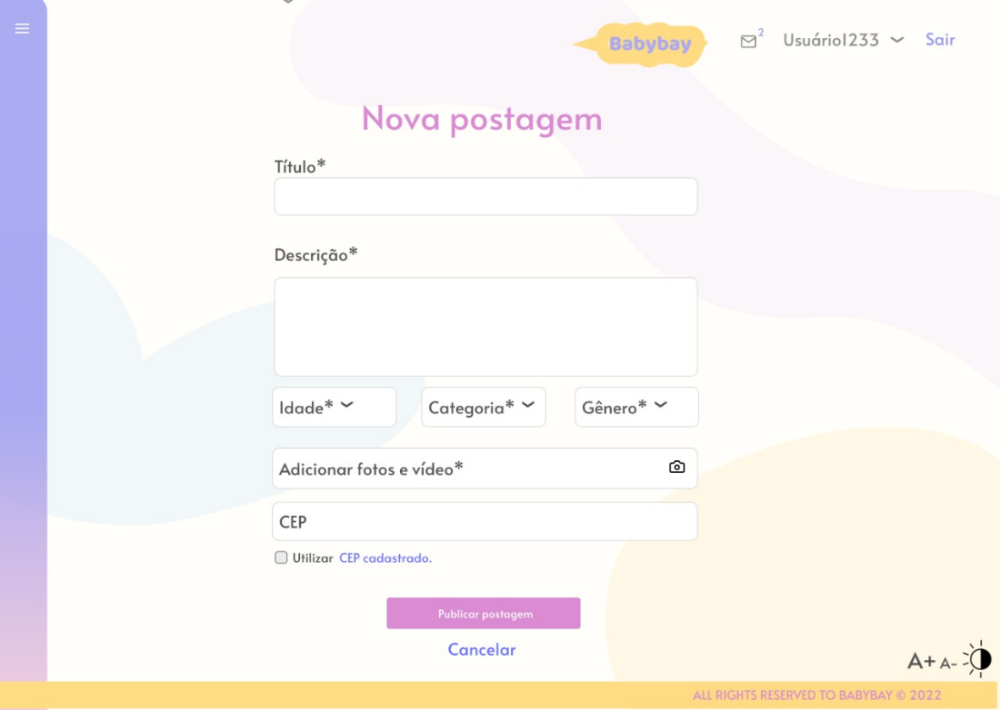 Babybay
2
Usuário1233
Sair
Nova postagem
Título*
Descrição*
Idade*
Categoria*
Gênero*
Adicionar fotos e vídeo*
CEP
Utilizar CEP cadastrado.
Publicar postagem
Cancelar
A+ A-
ALL RIGHTS RESERVED TO BABYBAY © 2022